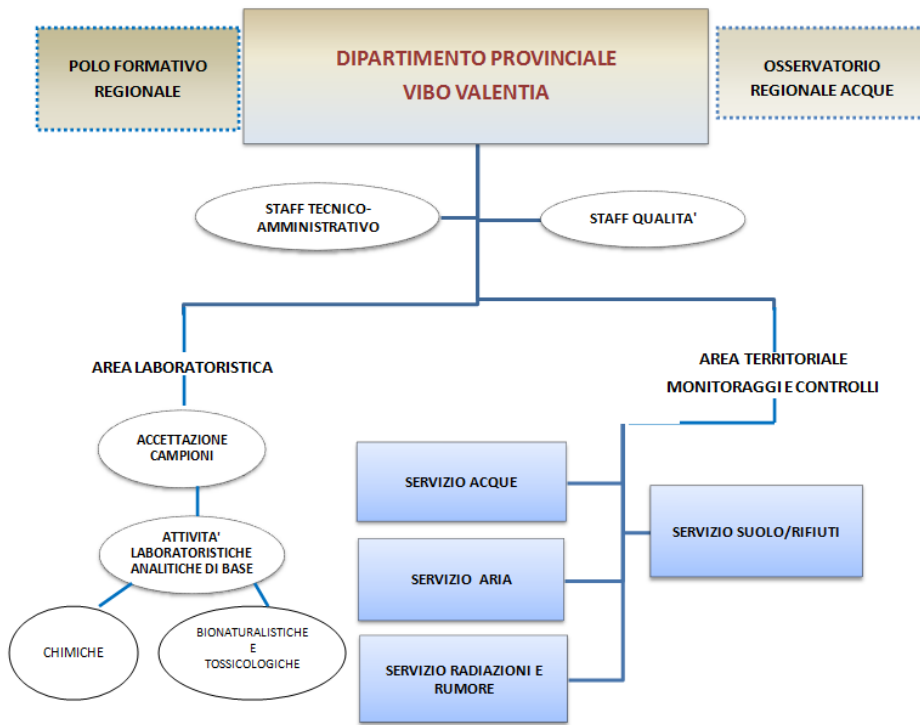 POLO FORMATIVO
REGIONALE
DIPARTIMENTO PROVINCIALE
VIBO VALENTIA
OSSERVATORIO
REGIONALE ACQUE
STAFF TECNICO-
AMMINISTRATIVO
STAFF QUALITA'
AREA LABORATORISTICA
AREA TERRITORIALE
MONITORAGGI E CONTROLLI
ACCETTAZIONE
CAMPIONI
ATTIVITA'
LABORATORISTICHE
ANALITICHE DI BASE
CHIMICHE
BIONATURALISTICHE
E
TOSSICOLOGICHE
SERVIZIO ACQUE
SERVIZIO SUOLO/RIFIUTI
SERVIZIO ARIA
SERVIZIO RADIAZIONI E
RUMORE